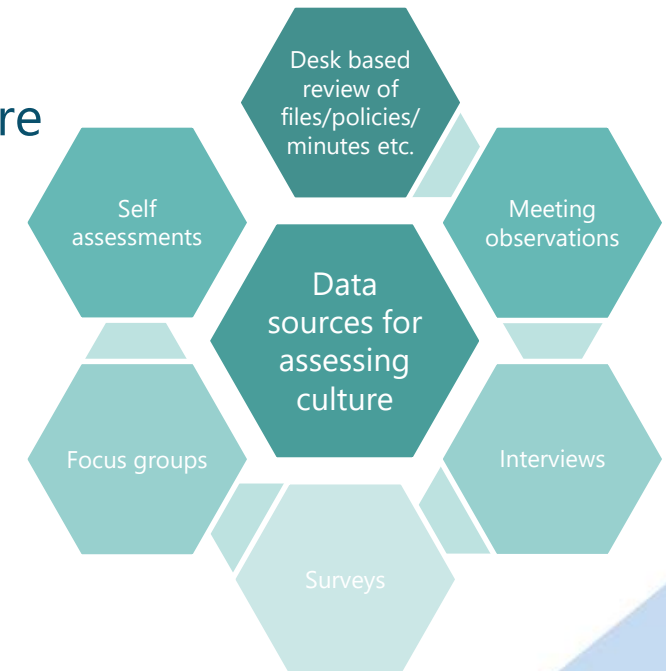 re
Desk based
review of
files/policies/
minutes etc.
Self
assessments
Meeting
observations
Data
sources for
assessing
culture
Focus groups
Interviews
Surveys